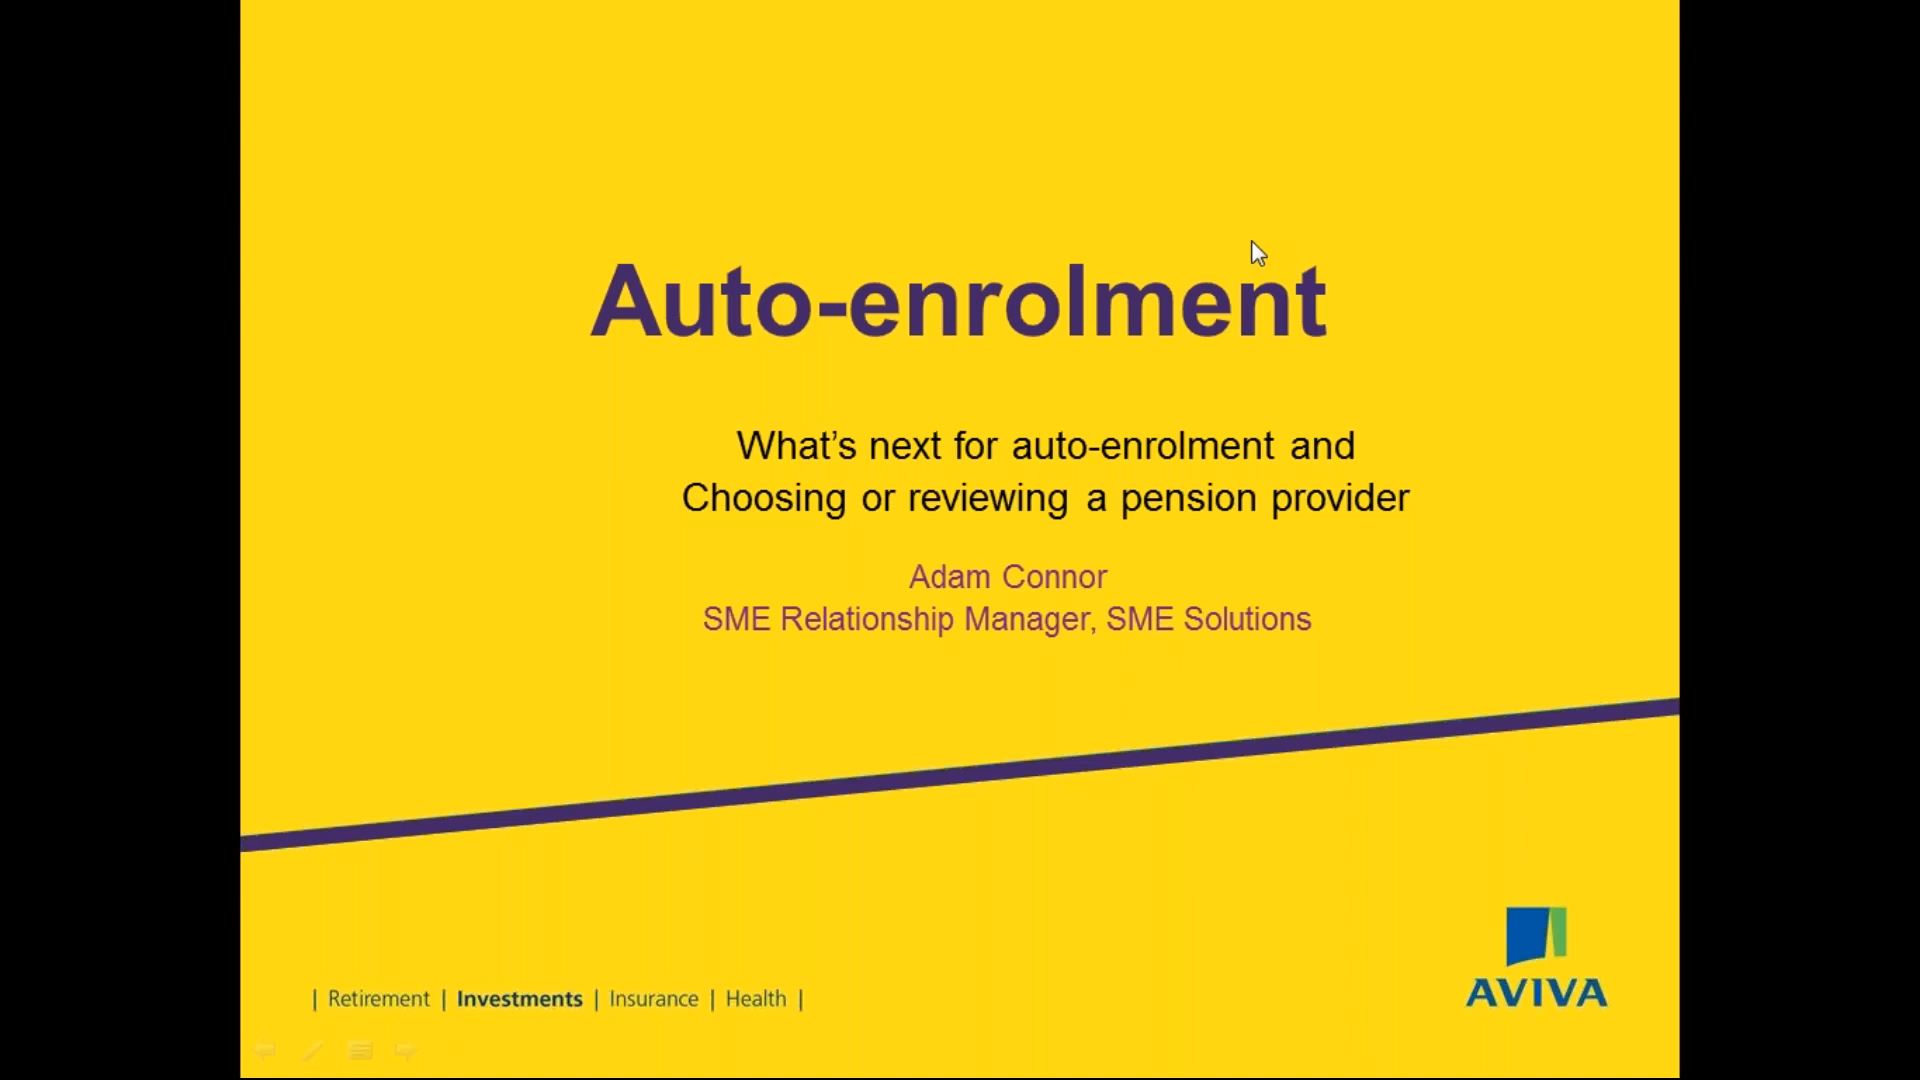 Auto-enrolment
What’s next for auto-enrolment and
Choosing or reviewing a pension provider
Adam Connor
SME Relationship Manager, SME Solutions
| Retirement | Investments | Insurance | Health |
AVIVA